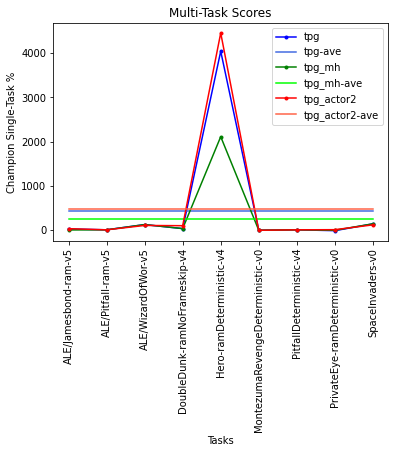 Multi-Task Scores
Champion Single-Task %
4000
3000
2000
1000
0
tpg
tpg-ave
tpg_mh
tpg_mh-ave
tpg_actor2
tpg_actor2-ave
ALE/Jamesbond-ram-v5
ALE/Pitfall-ram-v5
ALE/WizardOfWor-v5
DoubleDunk-ramNoFrameskip-v4
Hero-ramDeterministic-v4
MontezumaRevengeDeterministic-v0
PitfallDeterministic-v4
PrivateEye-ramDeterministic-v0
SpaceInvaders-v0
Tasks